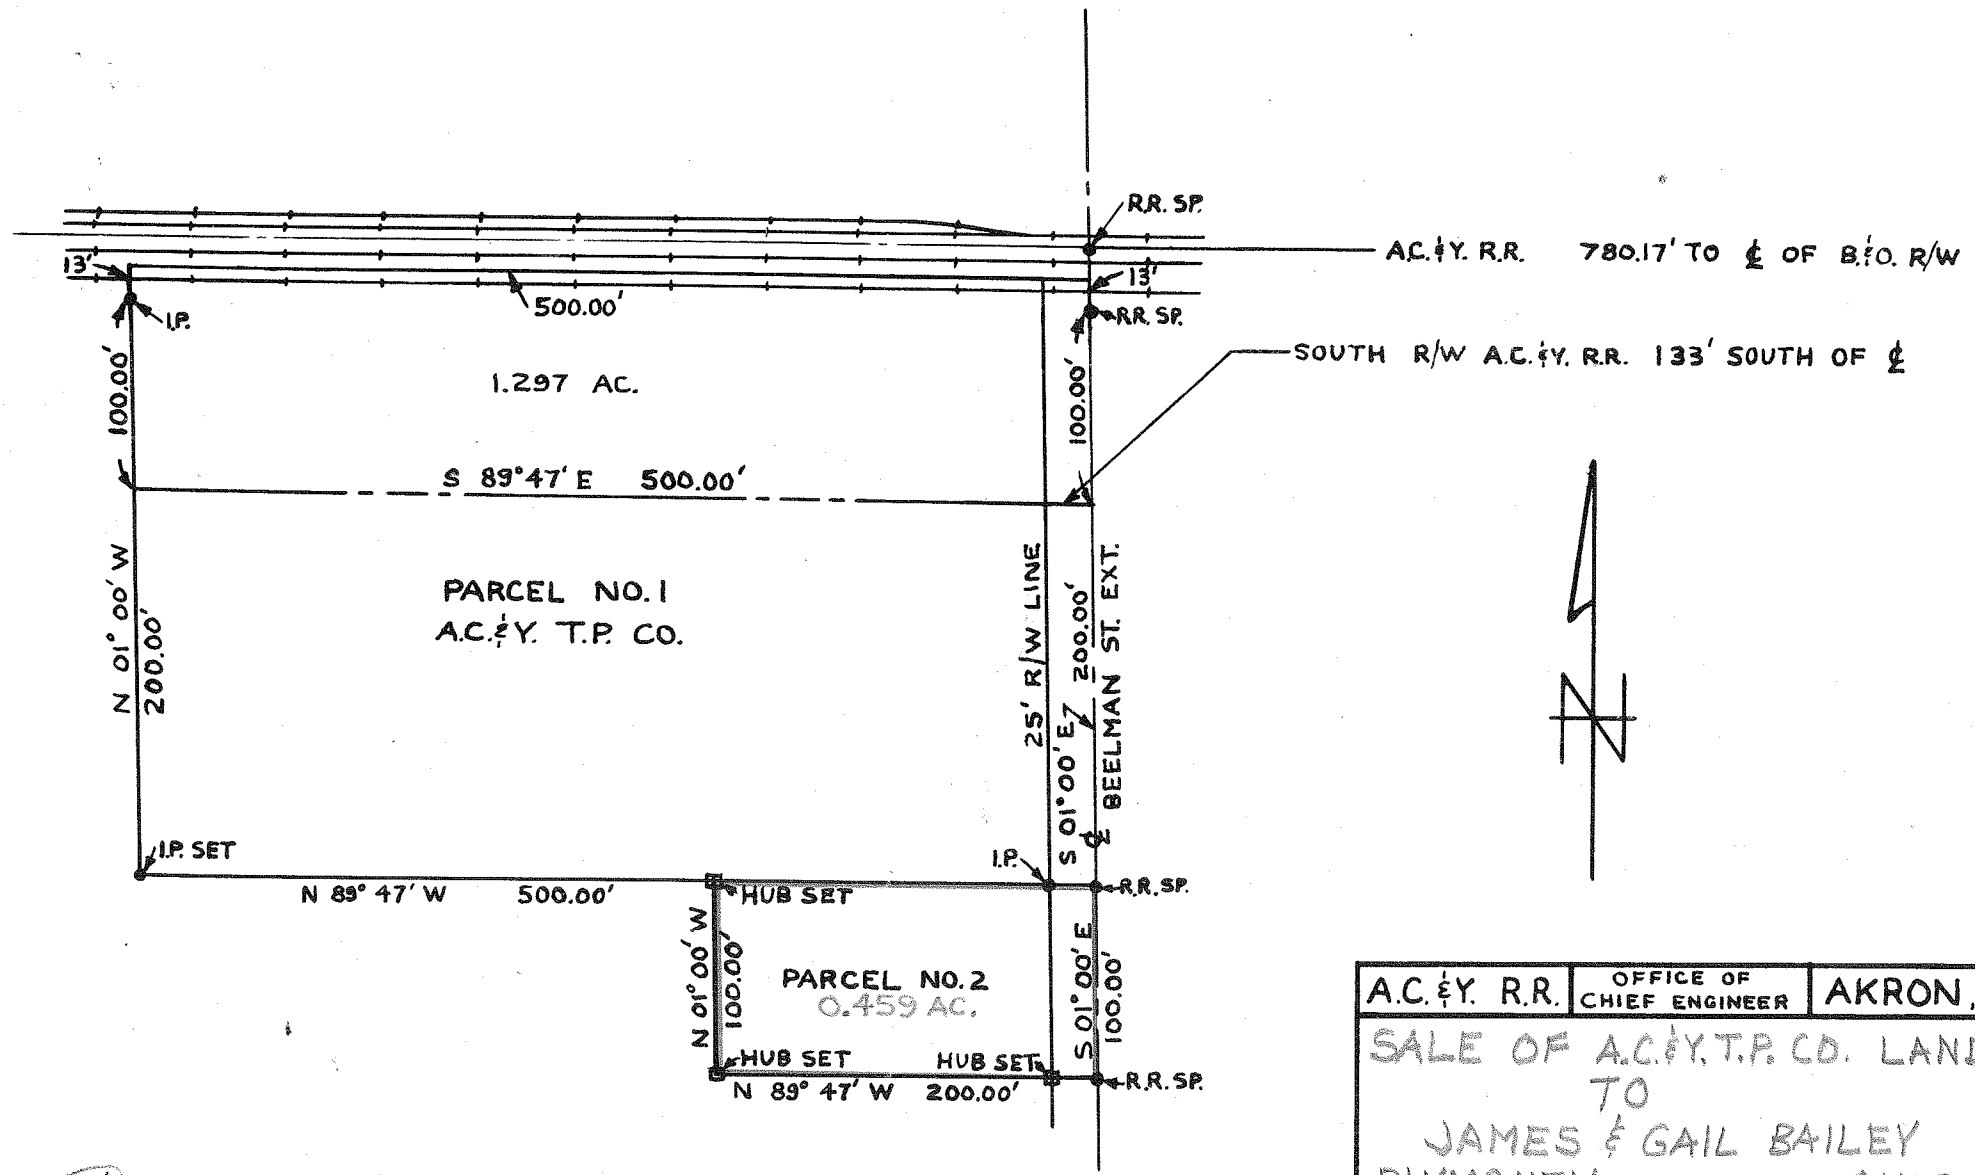 R.R. SP.
A.C. & Y. R.R. 780.17' TO ℄ OF B. & O. R/W
13'
13'
500.00'
I.P.
R.R. SP.
SOUTH R/W A.C. & Y. R.R. 133' SOUTH OF ℄
100.00'
100.00'
1.297 AC.
S 89°47' E 500.00'
N 01° 00' W
200.00'
PARCEL NO. 1
A.C. & Y. T.P. CO.
25' R/W LINE
S 01° 00' E 200.00'
℄ BEELMAN ST. EXT.
I.P. SET
I.P.
R.R. SP.
N 89° 47' W 500.00'
HUB SET
N 01° 00' W
100.00'
PARCEL NO. 2
0.459 AC.
S 01° 00' E
100.00'
HUB SET
HUB SET
R.R. SP.
N 89° 47' W 200.00'
N
A.C. & Y. R.R.
OFFICE OF
CHIEF ENGINEER
AKRON,
SALE OF A.C. & Y. T.P. CO. LAND
TO
JAMES & GAIL BAILEY